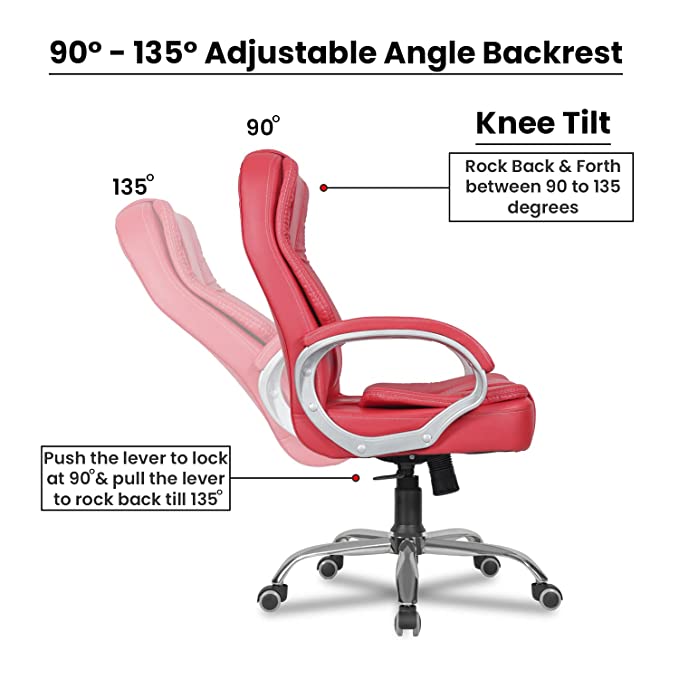 90° - 135° Adjustable Angle Backrest
90°
Knee Tilt
135°
Rock Back & Forth
between 90 to 135
degrees
Push the lever to lock
at 90°& pull the lever
to rock back till 135°